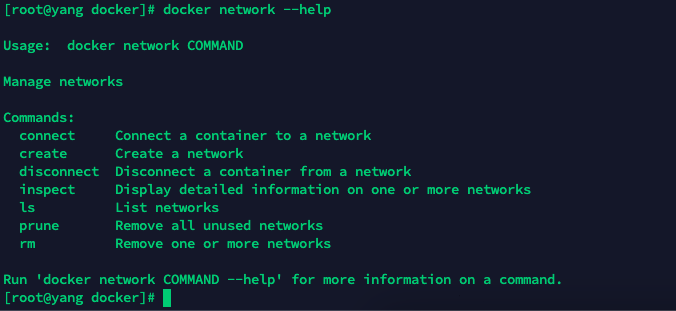 [root@yang docker]# docker network --help
Usage:  docker network COMMAND
Manage networks
Commands:
  connect     Connect a container to a network
  create      Create a network
  disconnect  Disconnect a container from a network
  inspect     Display detailed information on one or more networks
  ls          List networks
  prune       Remove all unused networks
  rm          Remove one or more networks
Run 'docker network COMMAND --help' for more information on a command.
[root@yang docker]#